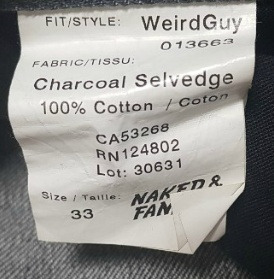 FIT/STYLE: WeirdGuy
013663
FABRIC/TISSU:
Charcoal Selvedge
100% Cotton / Coton
CA53268
RN124802
Lot: 30631
Size / Taille: NAKED &
33 FAN